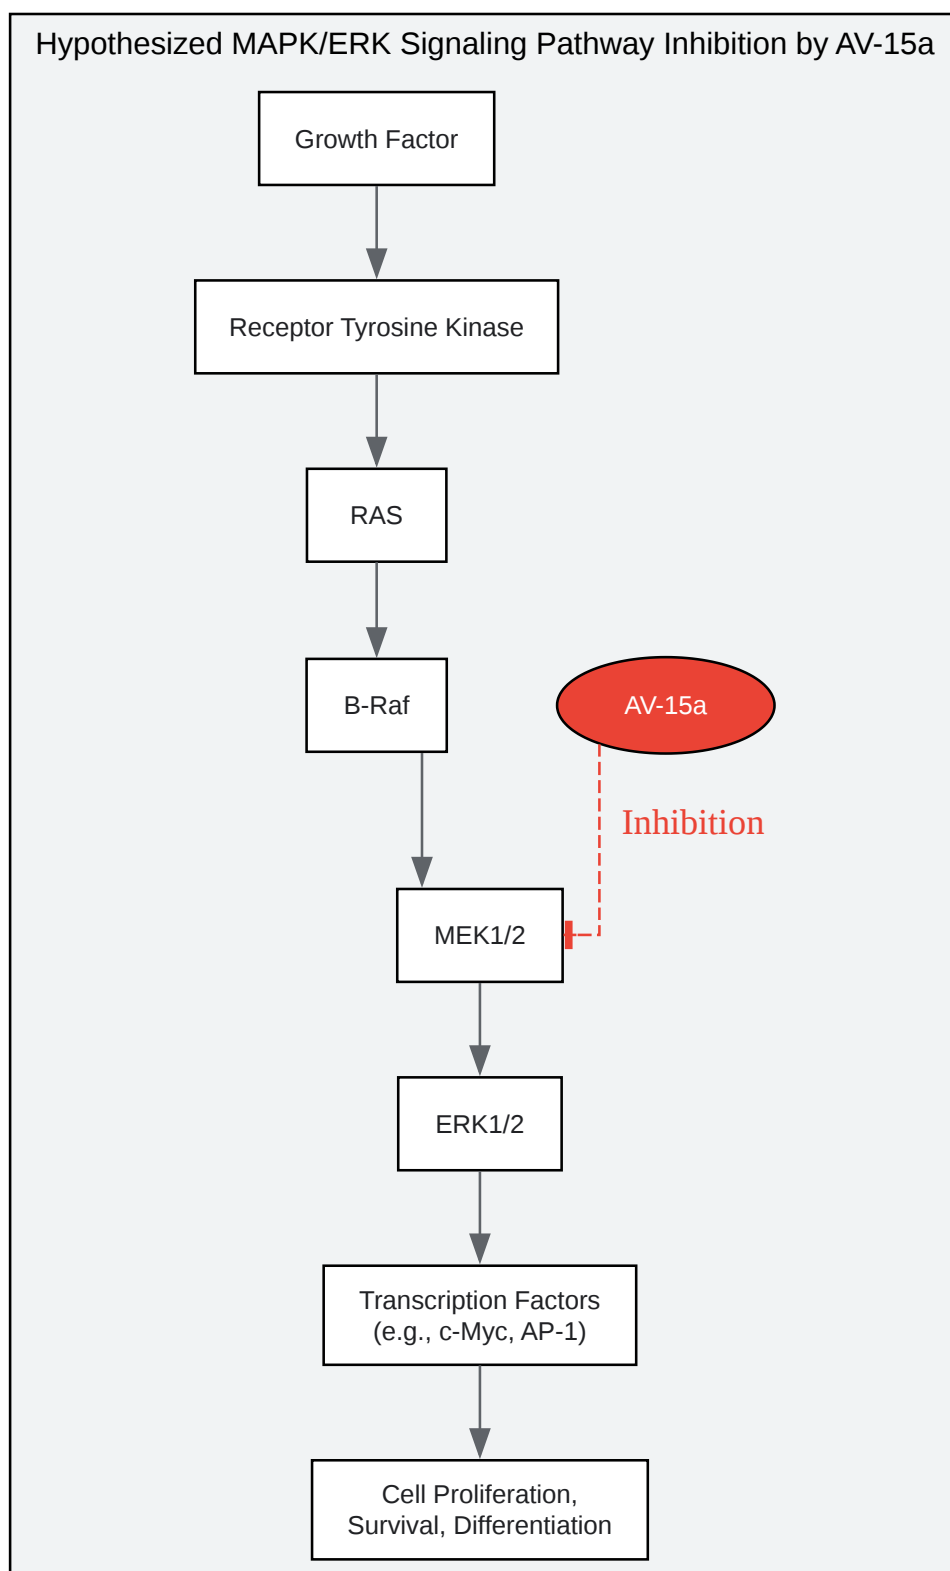 Hypothesized MAPK/ERK Signaling Pathway Inhibition by AV-15a
Growth Factor
Receptor Tyrosine Kinase
RAS
B-Raf
AV-15a
Inhibition
MEK1/2
ERK1/2
Transcription Factors
(e.g., c-Myc, AP-1)
Cell Proliferation,
Survival, Differentiation